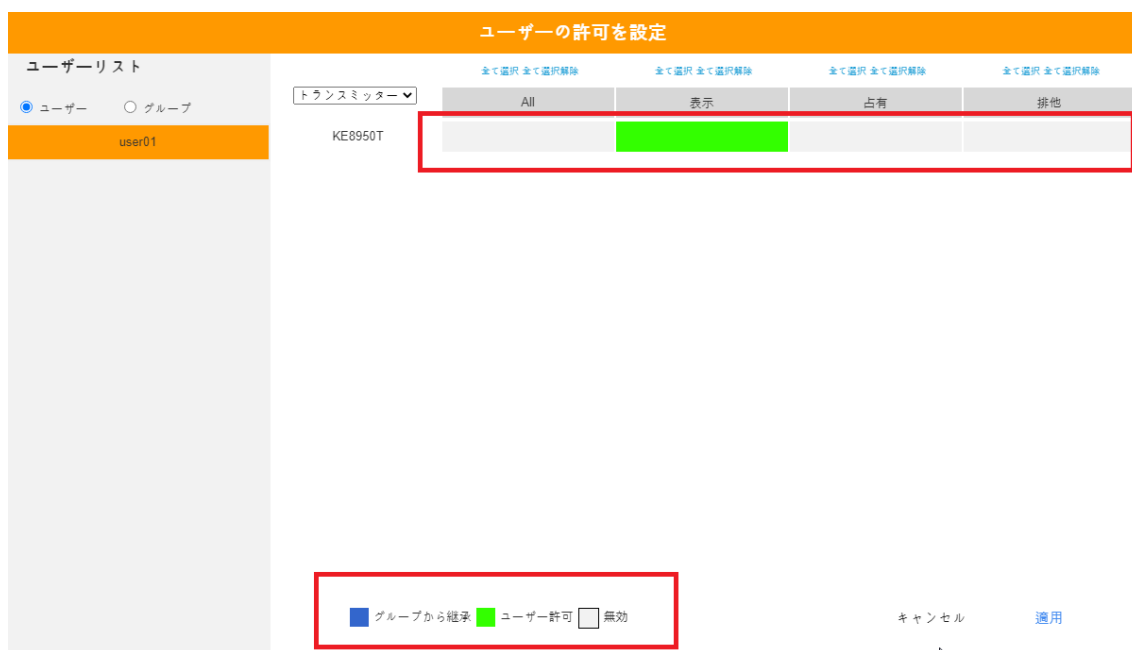 ユーザーの許可を設定
ユーザーリスト
全て選択 全て選択解除 全て選択 全て選択解除 全て選択 全て選択解除 全て選択 全て選択解除
ユーザー グループ
トランスミッター All 表示 占有 排他
user01
KE8950T
グループから継承 ユーザー許可 無効
キャンセル 適用